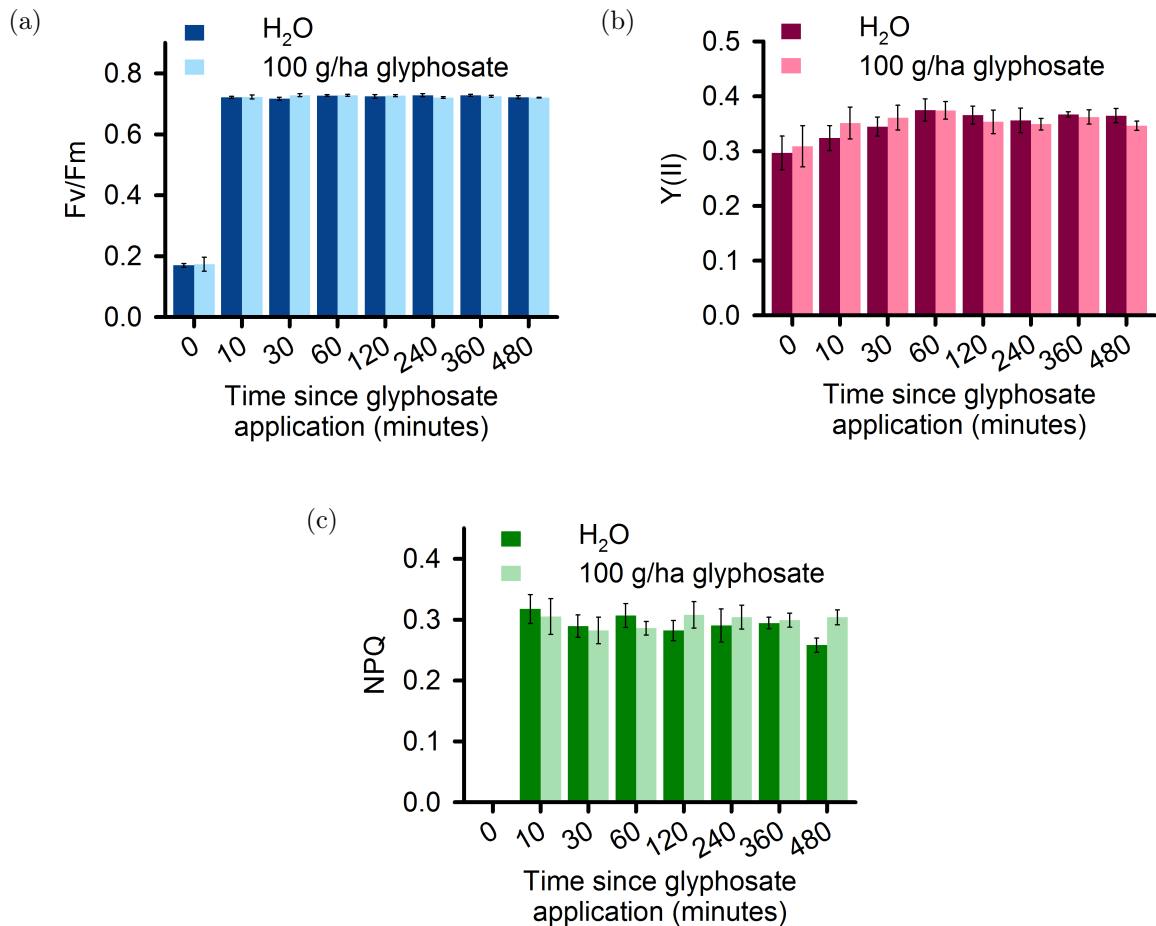 (a)
H₂O
100 g/ha glyphosate
Fv/Fm
0.8
0.6
0.4
0.2
0.0
0 10 30 60 120 240 360 480
Time since glyphosate
application (minutes)
(b)
H₂O
100 g/ha glyphosate
Y(II)
0.5
0.4
0.3
0.2
0.1
0.0
0 10 30 60 120 240 360 480
Time since glyphosate
application (minutes)
(c)
H₂O
100 g/ha glyphosate
NPQ
0.4
0.3
0.2
0.1
0.0
0 10 30 60 120 240 360 480
Time since glyphosate
application (minutes)